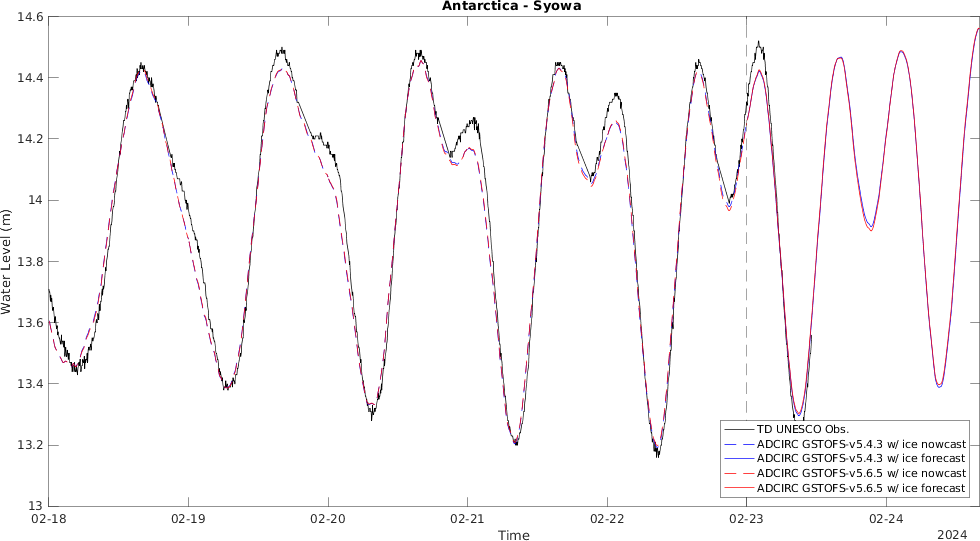 Antarctica - Syowa
14.6
14.4
14.2
14
13.8
13.6
13.4
13.2
13
Water Level (m)
TD UNESCO Obs.
ADCIRC GSTOFS-v5.4.3 w/ ice nowcast
ADCIRC GSTOFS-v5.4.3 w/ ice forecast
ADCIRC GSTOFS-v5.6.5 w/ ice nowcast
ADCIRC GSTOFS-v5.6.5 w/ ice forecast
02-18 02-19 02-20 02-21 02-22 02-23 02-24
Time
2024